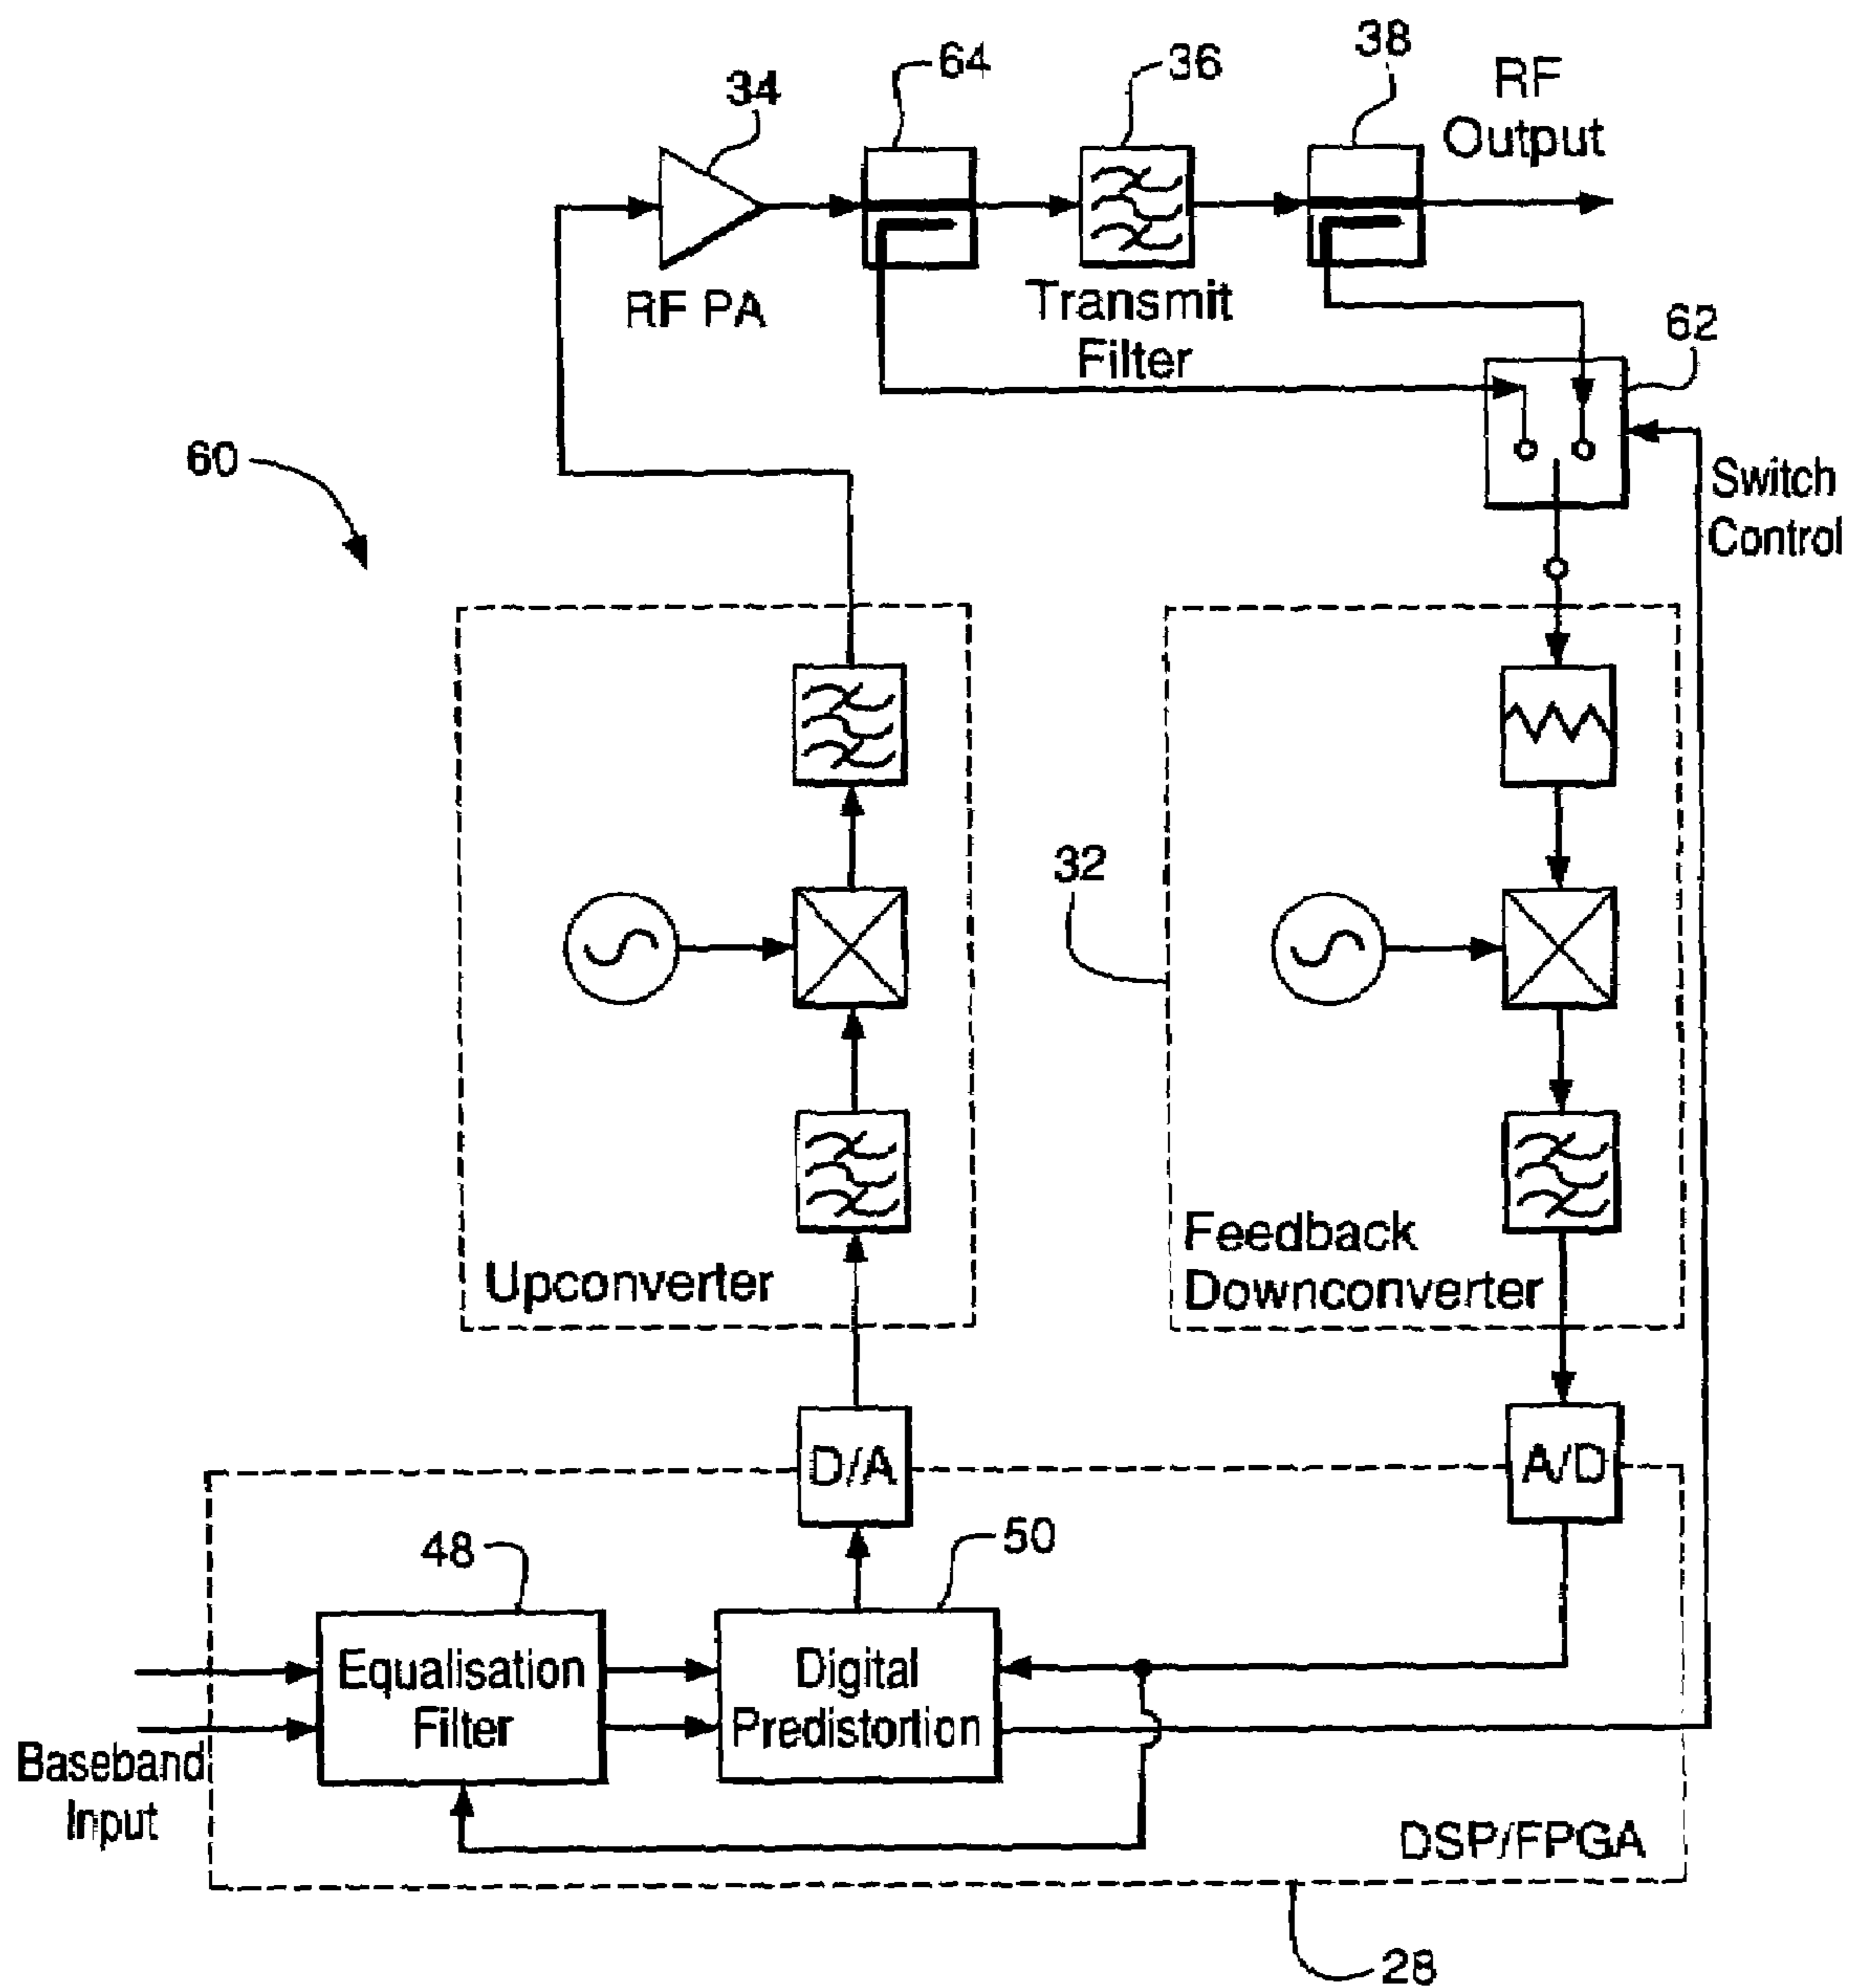 38
64
36
RF
Output
34
RF PA
Transmit
Filter
62
60
Switch
Control
32
Upconverter
Feedback
Downconverter
D/A
A/D
48
50
Equalisation
Filter
Digital
Predistortion
Baseband
Input
DSP/FPGA
28